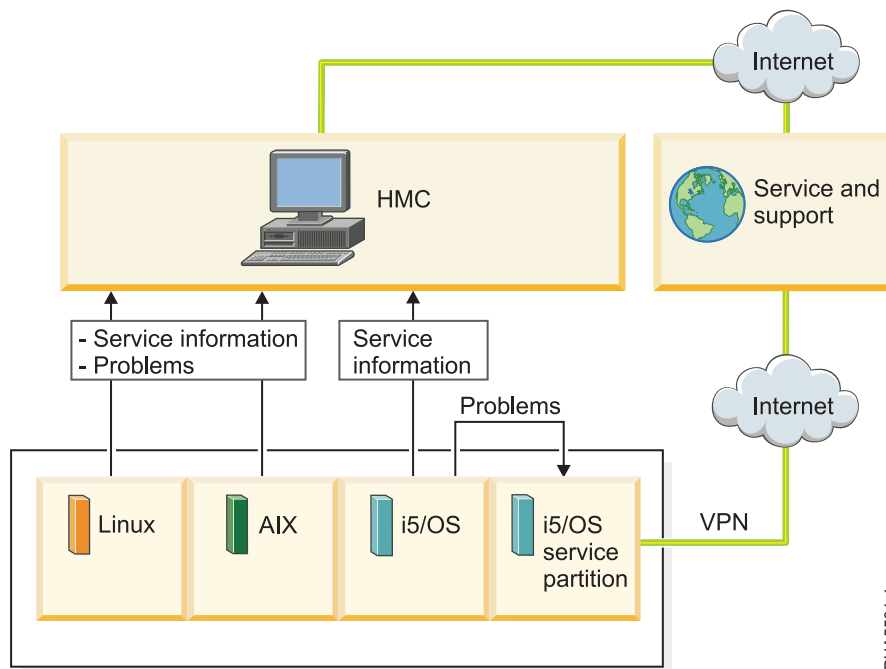 Internet
HMC
Service and
support
- Service information
- Problems
Service
information
Problems
Internet
Linux
AIX
i5/OS
i5/OS
service
partition
VPN